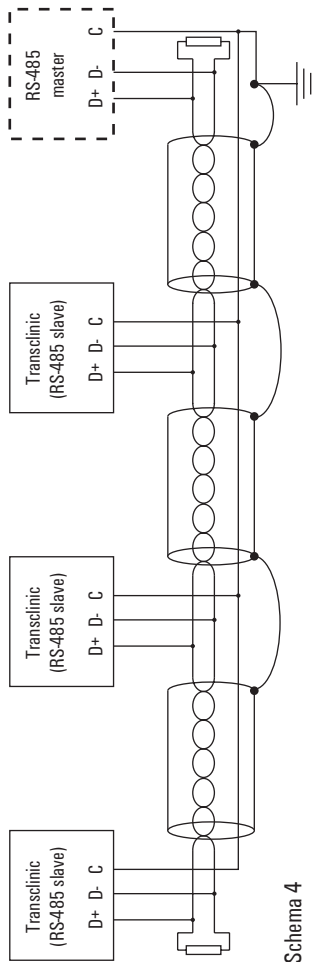 Transclinic
(RS-485 slave)
D+ D- C
Transclinic
(RS-485 slave)
D+ D- C
Transclinic
(RS-485 slave)
D+ D- C
RS-485
master
D+ D- C
Schema 4